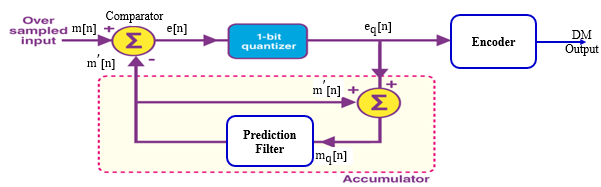 Comparator
Over
sampled
input
m[n]
+
Σ
-
e[n]
1-bit
quantizer
eq[n]
Encoder
DM
Output
m'[n]
m'[n]
+
+
Σ
Prediction
Filter
mq[n]
Accumulator